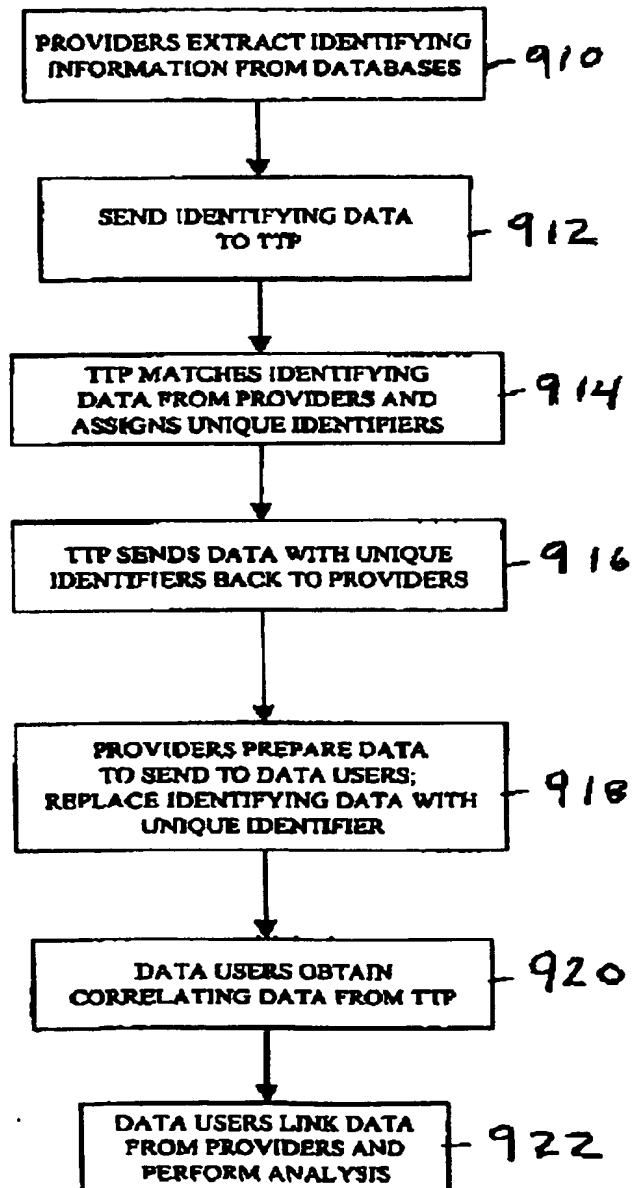 PROVIDERS EXTRACT IDENTIFYING
INFORMATION FROM DATABASES
910
SEND IDENTIFYING DATA
TO TTP
912
TTP MATCHES IDENTIFYING
DATA FROM PROVIDERS AND
ASSIGNS UNIQUE IDENTIFIERS
914
TTP SENDS DATA WITH UNIQUE
IDENTIFIERS BACK TO PROVIDERS
916
PROVIDERS PREPARE DATA
TO SEND TO DATA USERS;
REPLACE IDENTIFYING DATA WITH
UNIQUE IDENTIFIER
918
DATA USERS OBTAIN
CORRELATING DATA FROM TTP
920
DATA USERS LINK DATA
FROM PROVIDERS AND
PERFORM ANALYSIS
922